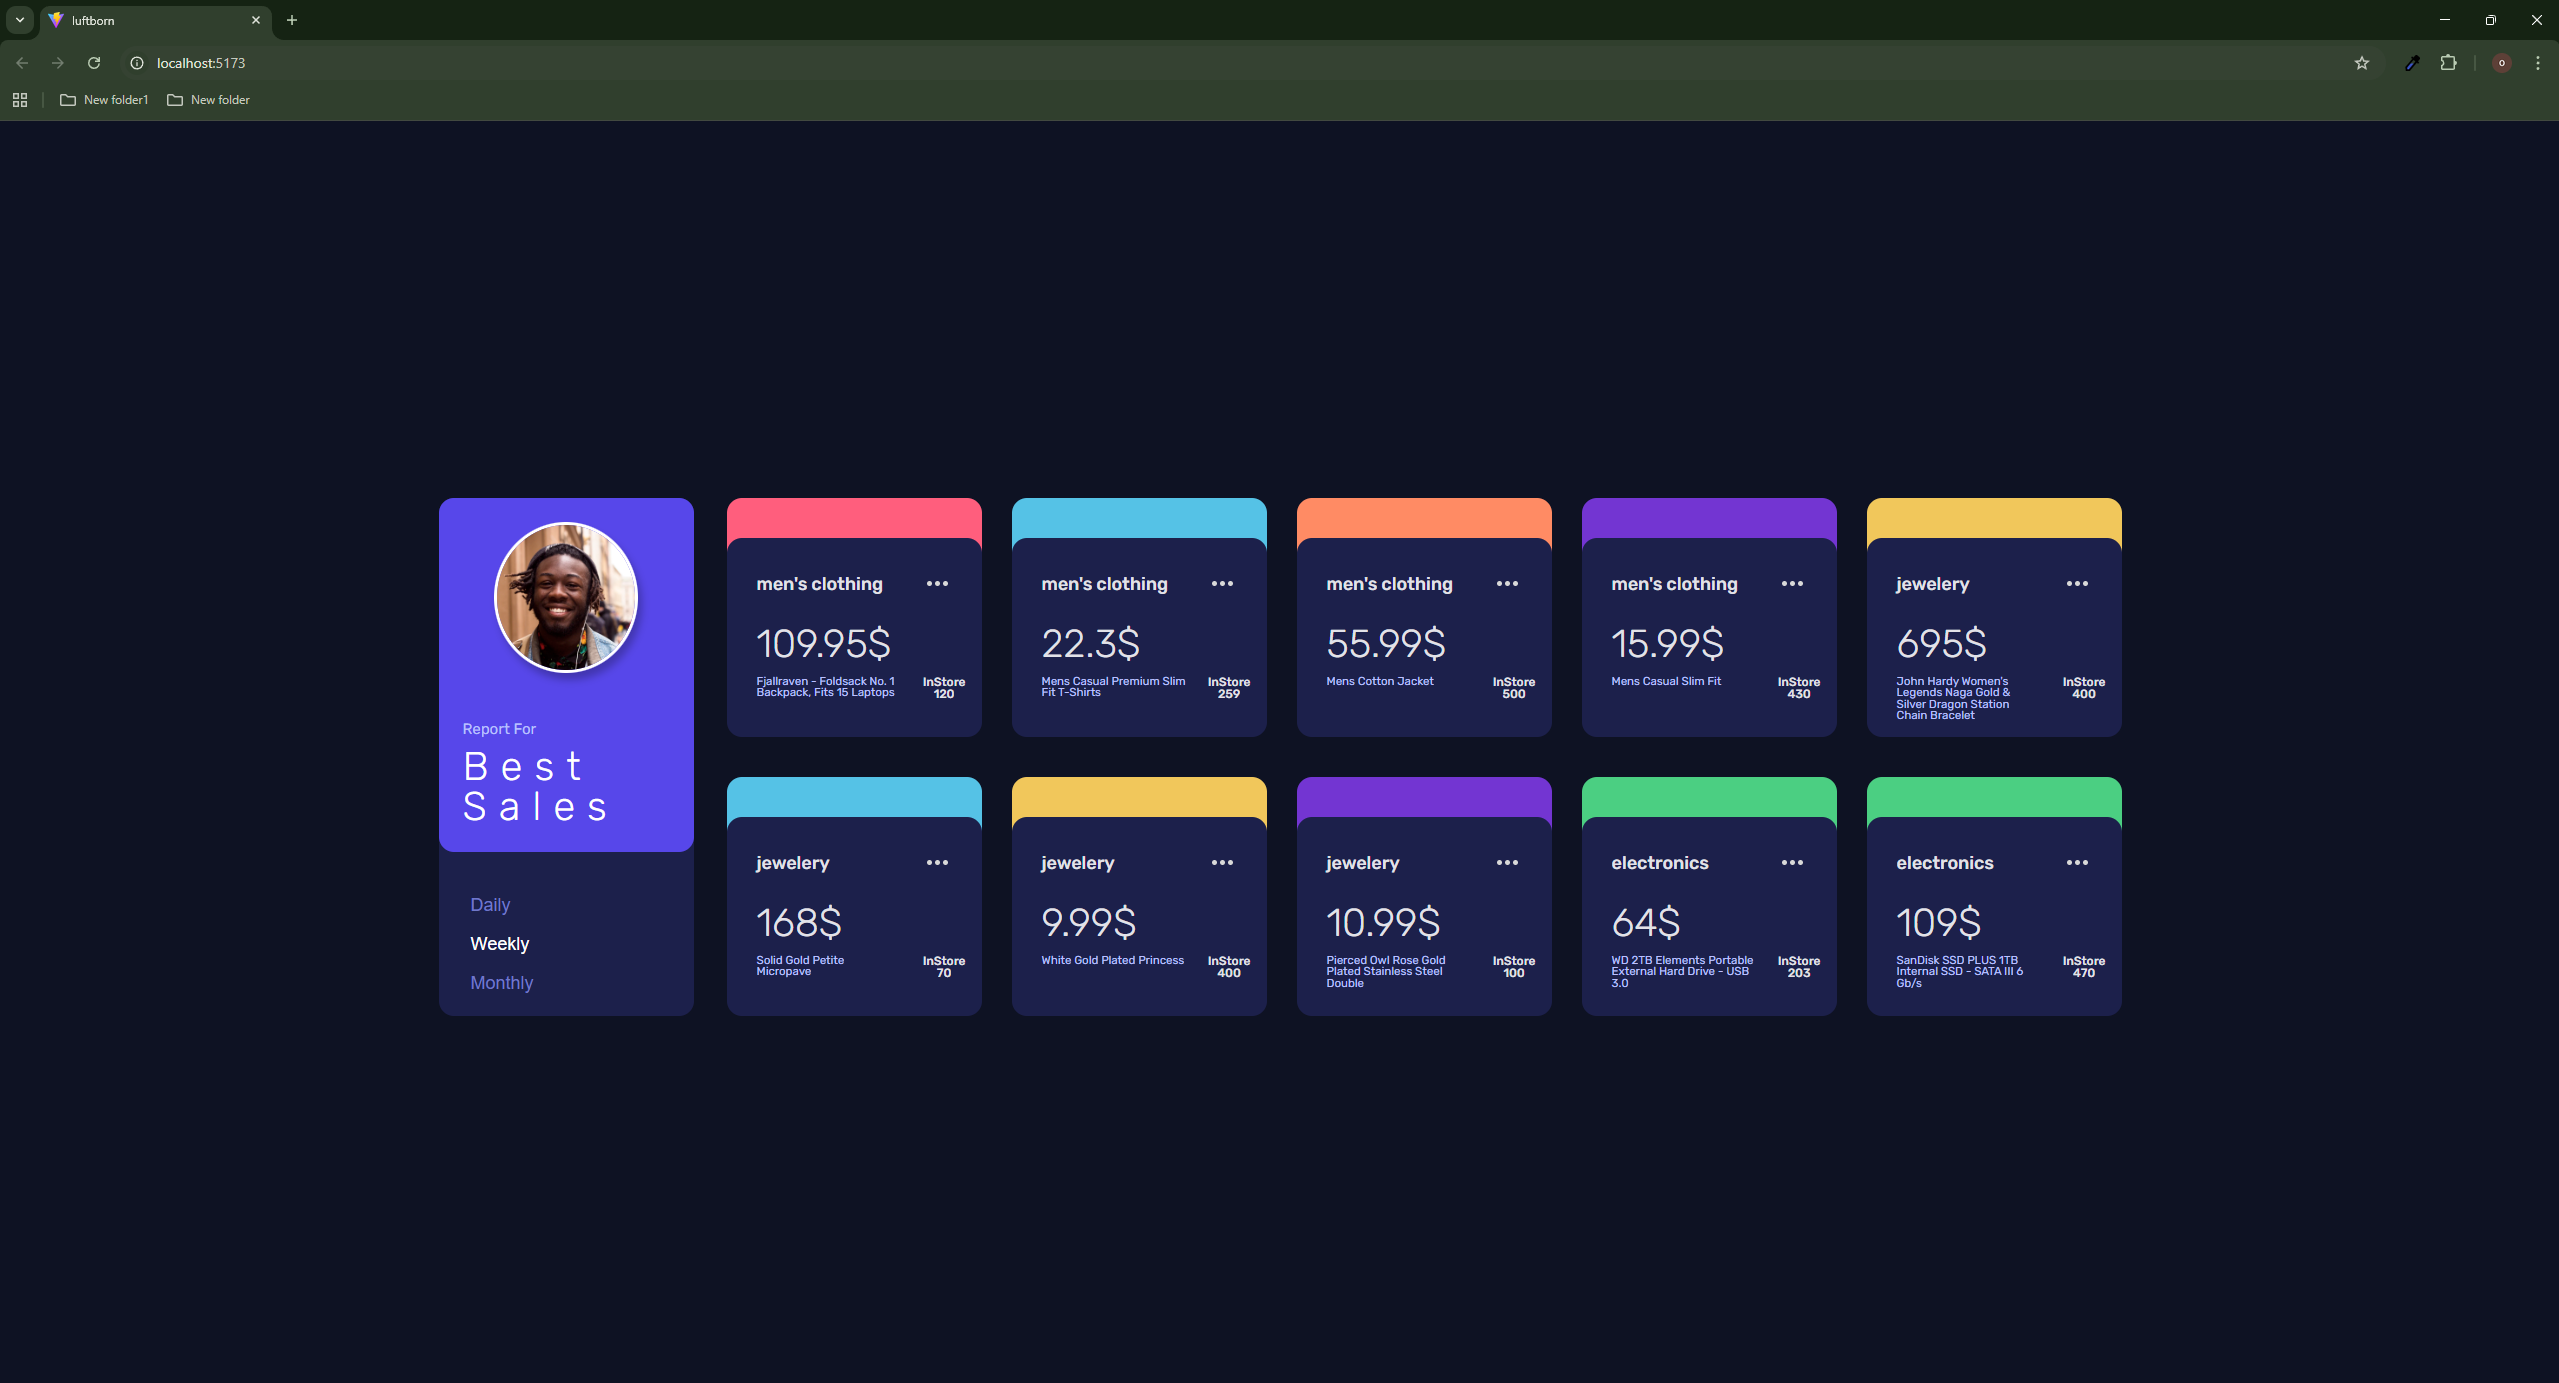 luftborn
localhost:5173
New folder1
New folder
O
Report For
Best
Sales
Daily
Weekly
Monthly
men's clothing
109.95$
Fjallraven - Foldsack No. 1
Backpack, Fits 15 Laptops
InStore
120
men's clothing
22.3$
Mens Casual Premium Slim
Fit T-Shirts
InStore
259
men's clothing
55.99$
Mens Cotton Jacket
InStore
500
men's clothing
15.99$
Mens Casual Slim Fit
InStore
430
jewelery
695$
John Hardy Women's
Legends Naga Gold &
Silver Dragon Station
Chain Bracelet
InStore
400
jewelery
168$
Solid Gold Petite
Micropave
InStore
70
jewelery
9.99$
White Gold Plated Princess
InStore
400
jewelery
10.99$
Pierced Owl Rose Gold
Plated Stainless Steel
Double
InStore
100
electronics
64$
WD 2TB Elements Portable
External Hard Drive - USB
3.0
InStore
203
electronics
109$
SanDisk SSD PLUS 1TB
Internal SSD - SATA III 6
Gb/s
InStore
470